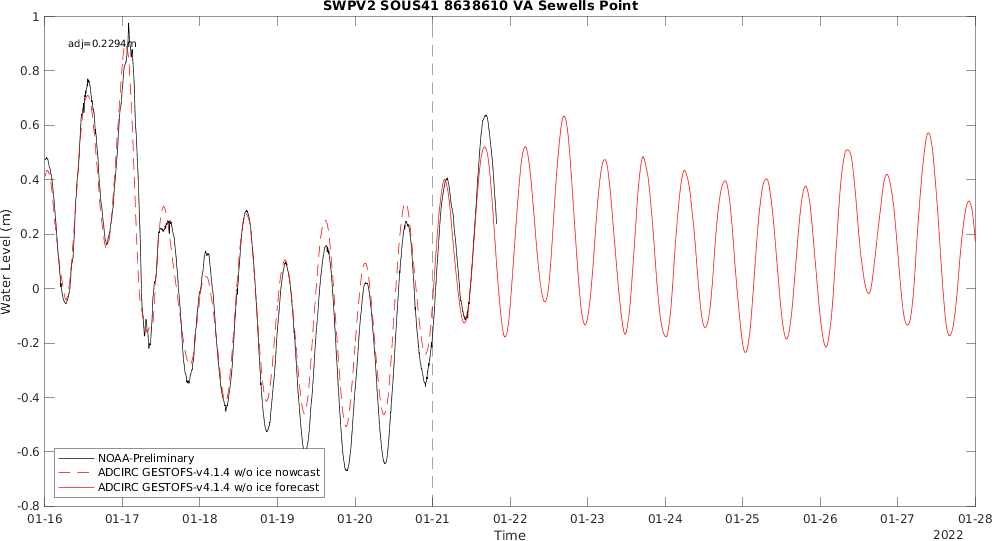 SWPV2 SOUS41 8638610 VA Sewells Point
adj=0.2294m
1
0.8
0.6
0.4
0.2
0
-0.2
-0.4
-0.6
-0.8
Water Level (m)
NOAA-Preliminary
ADCIRC GESTOFS-v4.1.4 w/o ice nowcast
ADCIRC GESTOFS-v4.1.4 w/o ice forecast
01-16 01-17 01-18 01-19 01-20 01-21 01-22 01-23 01-24 01-25 01-26 01-27 01-28
Time
2022